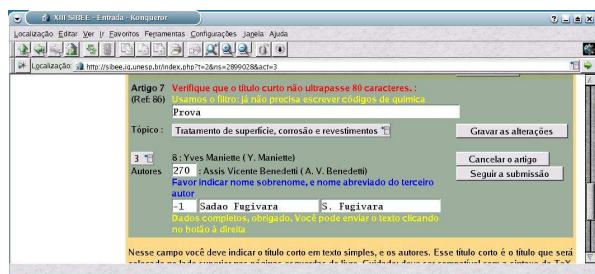 XIII SIBEE - Entrada - Konqueror
Localização Editar Ver Ir Favoritos Ferramentas Configurações Janela Ajuda
Localização: http://sibee.iq.unesp.br/index.php?t=2&ns=2899028&act=3
Artigo 7 : Verifique que o título curto não ultrapasse 80 caracteres. :
(Ref: 86) Usamos o filtro: já não precisa escrever códigos de química
Prova
Tópico : Tratamento de superfície, corrosão e revestimentos Gravar as alterações
3 8 : Yves Maniette ( Y. Maniette) Cancelar o artigo
Autores 270 : Assis Vicente Benedetti ( A. V. Benedetti) Seguir a submissão
Favor indicar nome sobrenome, e nome abreviado do terceiro
autor
-1 Sadao Fugivara S. Fugivara
Dados completos, obrigado. Você pode enviar o texto clicando
no botão à direita
Nesse campo você deve indicar o título corto em texto simples, e os autores. Esse título corto é o título que será